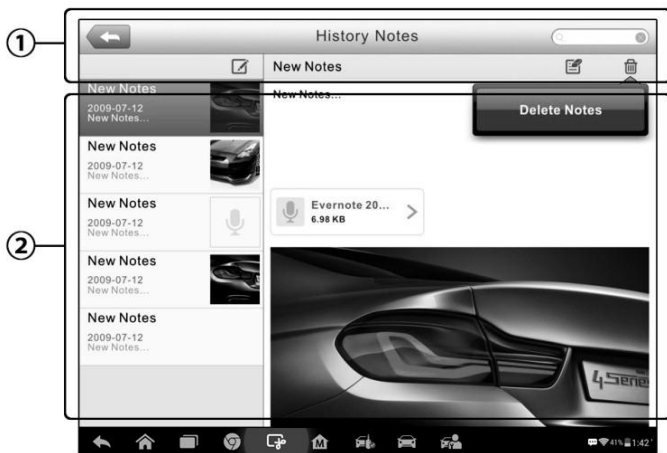 ①
History Notes
New Notes
New Notes
2009-07-12
New Notes...
New Notes...
Delete Notes
New Notes
2009-07-12
New Notes...
②
New Notes
2009-07-12
New Notes...
Evernote 20...
6.98 KB
New Notes
2009-07-12
New Notes...
New Notes
2009-07-12
New Notes...
4 Series
M
41% 1:42